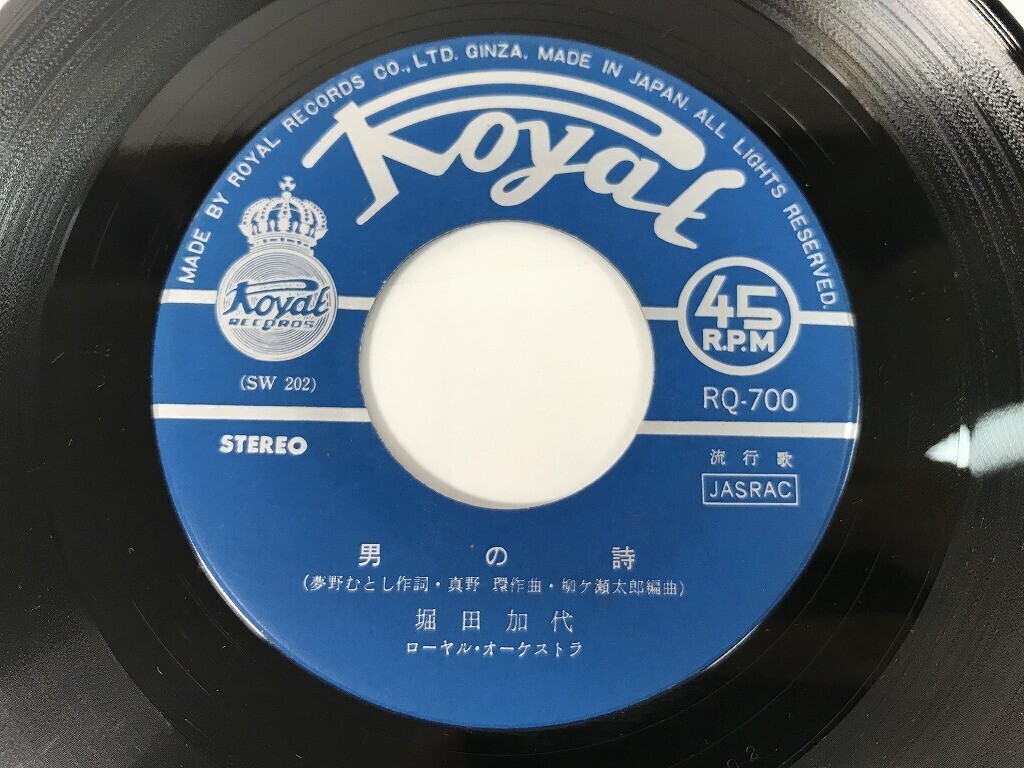 MADE BY ROYAL RECORDS CO., LTD. GINZA, MADE IN JAPAN. ALL LIGHTS RESERVED.
Royal
Royal
RECORDS
45
R.P.M
(SW 202)
RQ-700
STEREO
流行歌
JASRAC
男の詩
(夢野むとし作詞・真野 環作曲・柳ケ瀬太郎編曲)
堀田加代
ローヤル・オーケストラ